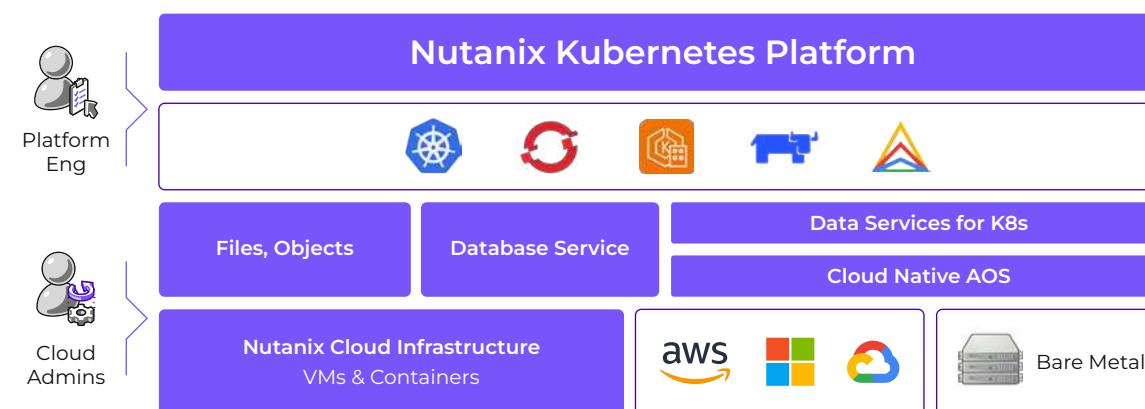 Nutanix Kubernetes Platform
Platform
Eng
K
Files, Objects
Database Service
Data Services for K8s
Cloud Native AOS
Cloud
Admins
Nutanix Cloud Infrastructure
VMs & Containers
aws
Bare Metal